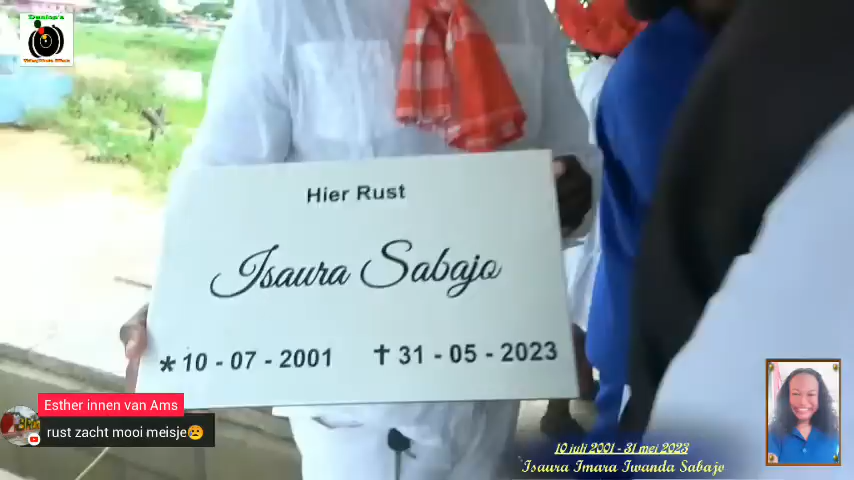 Hier Rust
Isaura Sabajo
* 10 - 07 - 2001 ✝ 31 - 05 - 2023
Esther innen van Ams
rust zacht mooi meisje😢
10 juli 2001 - 31 mei 2023
Isaura Imara Iwanda Sabajo